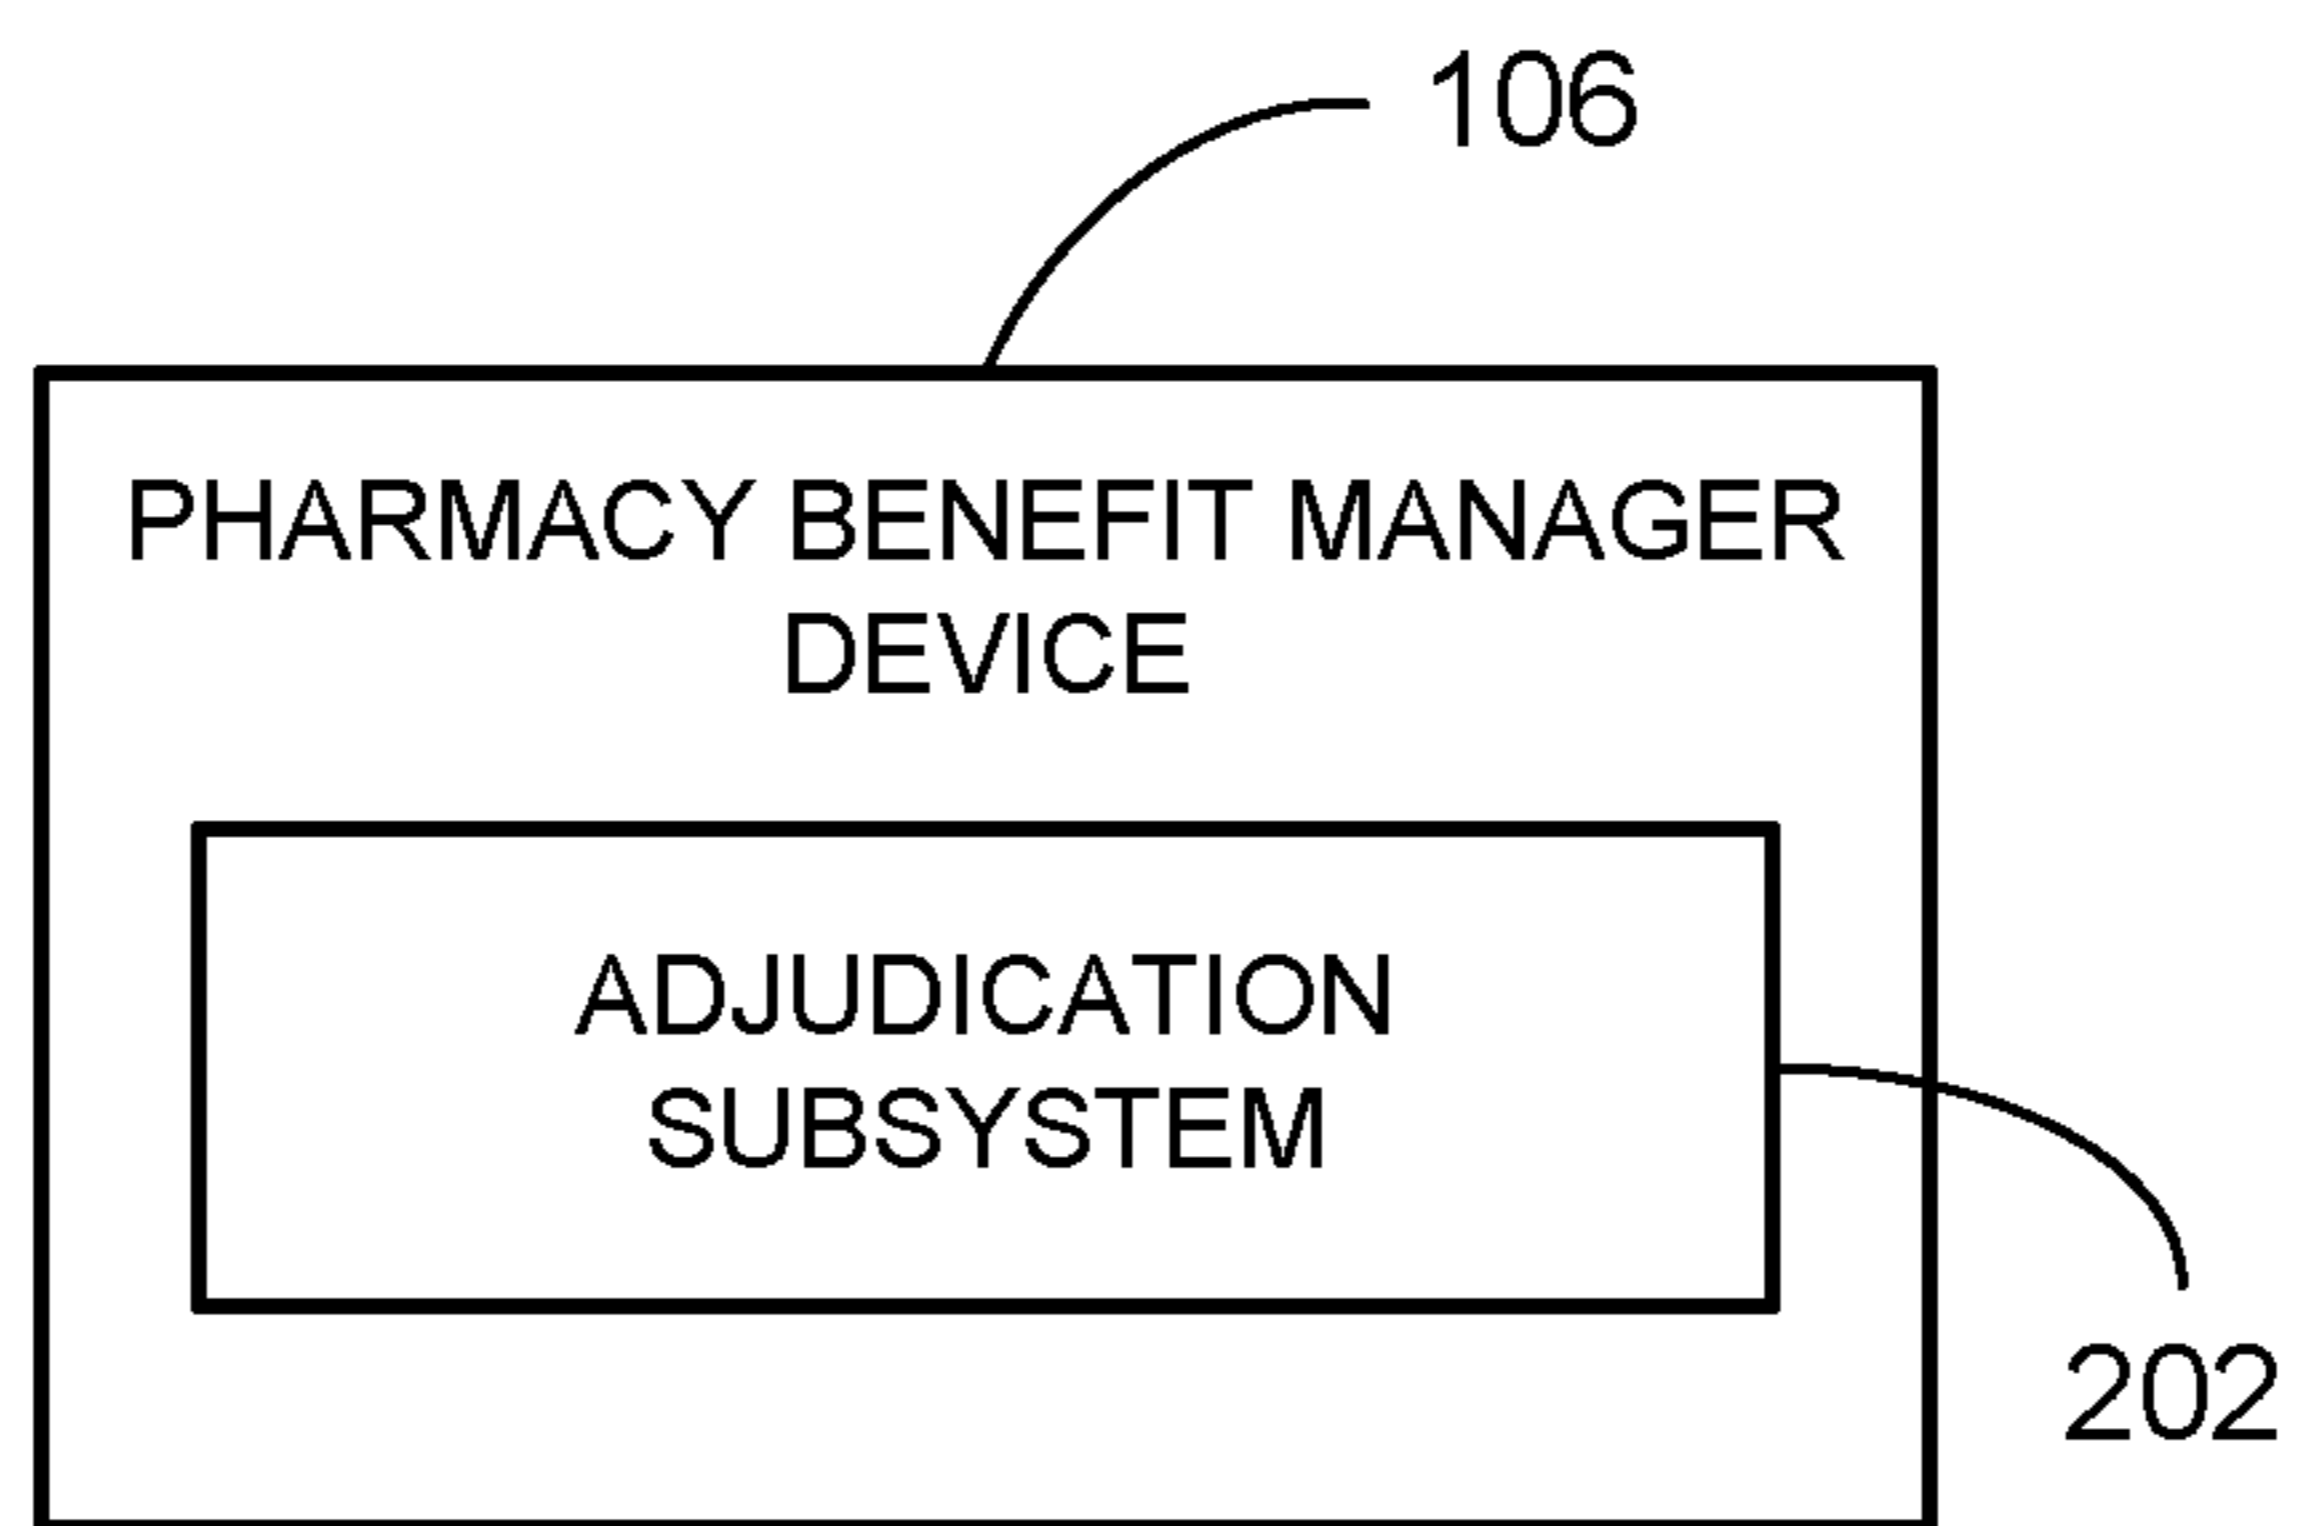 106
PHARMACY BENEFIT MANAGER
DEVICE
ADJUDICATION
SUBSYSTEM
202